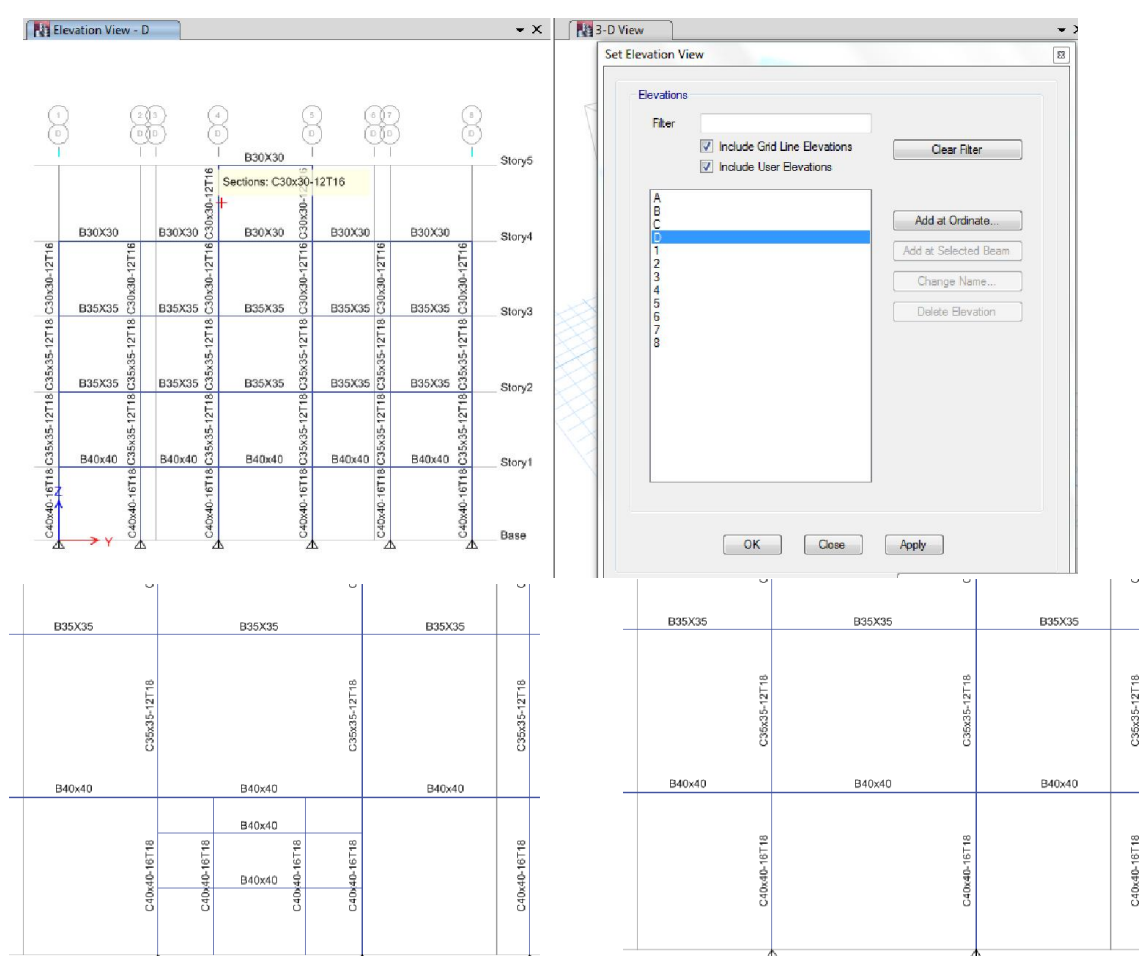 Elevation View - D
3-D View
Set Elevation View
Elevations
Filter
Include Grid Line Elevations
Clear Filter
Include User Elevations
A
B
C
D
1
2
3
4
5
6
7
8
Add at Ordinate...
Add at Selected Beam
Change Name...
Delete Elevation
OK
Close
Apply
1 2 3 4 5 6 7 8
D D D D D D D D
B30X30
Story5
Sections: C30x30-12T16
C30x30-12T16 C30x30-12T16
B30X30 B30X30 B30X30 B30X30 B30X30
Story4
C30x30-12T16 C30x30-12T16 C30x30-12T16 C30x30-12T16 C30x30-12T16 C30x30-12T16
B35X35 B35X35 B35X35 B35X35 B35X35
Story3
C35x35-12T18 C35x35-12T18 C35x35-12T18 C35x35-12T18 C35x35-12T18 C35x35-12T18
B35X35 B35X35 B35X35 B35X35 B35X35
Story2
C35x35-12T18 C35x35-12T18 C35x35-12T18 C35x35-12T18 C35x35-12T18 C35x35-12T18
B40x40 B40x40 B40x40 B40x40 B40x40
Story1
C40x40-16T18 C40x40-16T18 C40x40-16T18 C40x40-16T18 C40x40-16T18 C40x40-16T18
Z
Y
Base
B35X35 B35X35 B35X35
C35x35-12T18 C35x35-12T18 C35x35-12T18
B40x40 B40x40 B40x40
B40x40
C40x40-16T18 C40x40-16T18 C40x40-16T18 C40x40-16T18 C40x40-16T18
B40x40
B35X35 B35X35 B35X35
C35x35-12T18 C35x35-12T18 C35x35-12T18
B40x40 B40x40 B40x40
C40x40-16T18 C40x40-16T18 C40x40-16T18